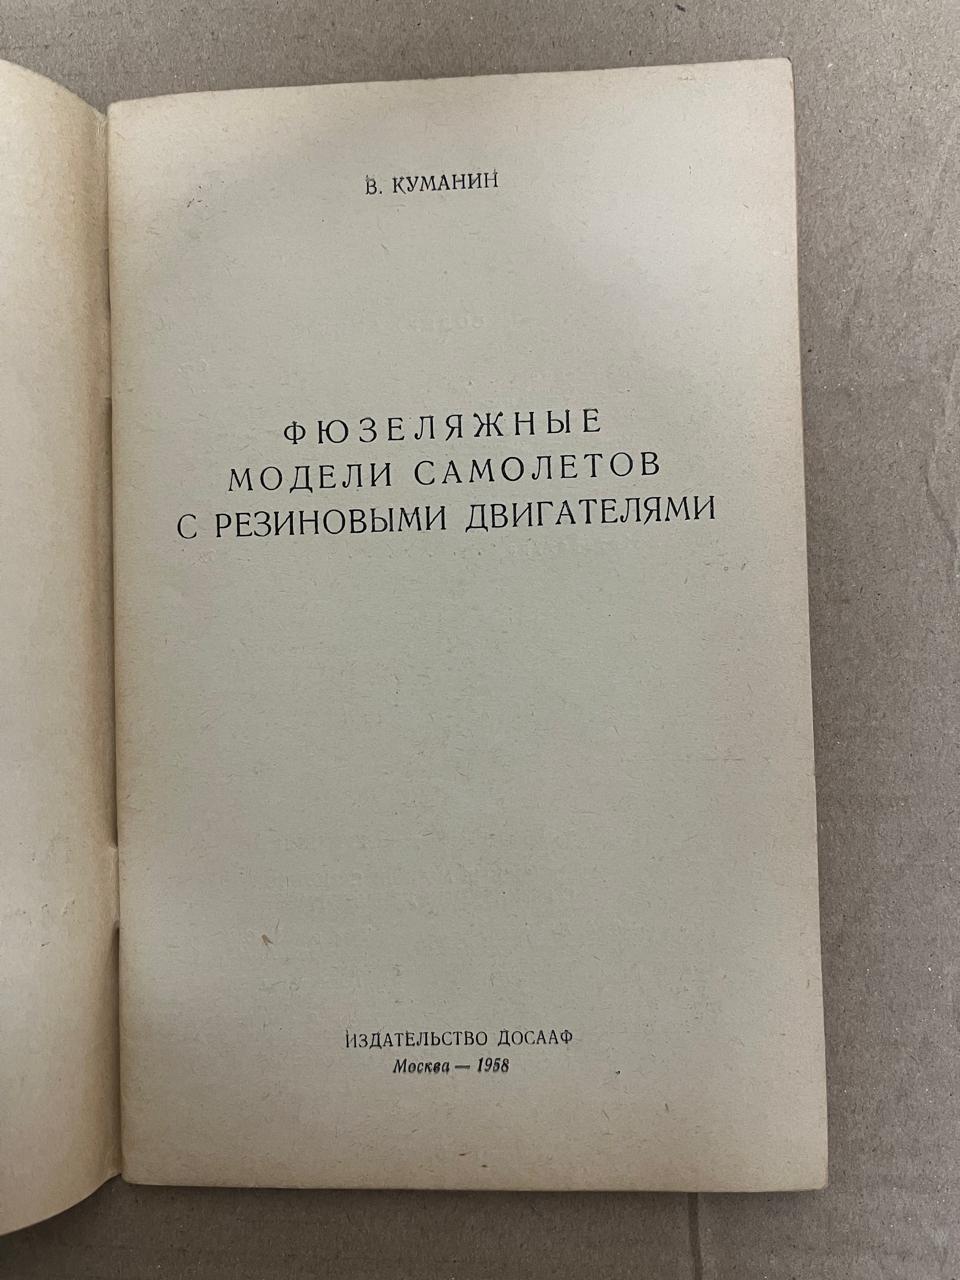 В. КУМАНИН
ФЮЗЕЛЯЖНЫЕ
МОДЕЛИ САМОЛЕТОВ
С РЕЗИНОВЫМИ ДВИГАТЕЛЯМИ
ИЗДАТЕЛЬСТВО ДОСААФ
Москва — 1958